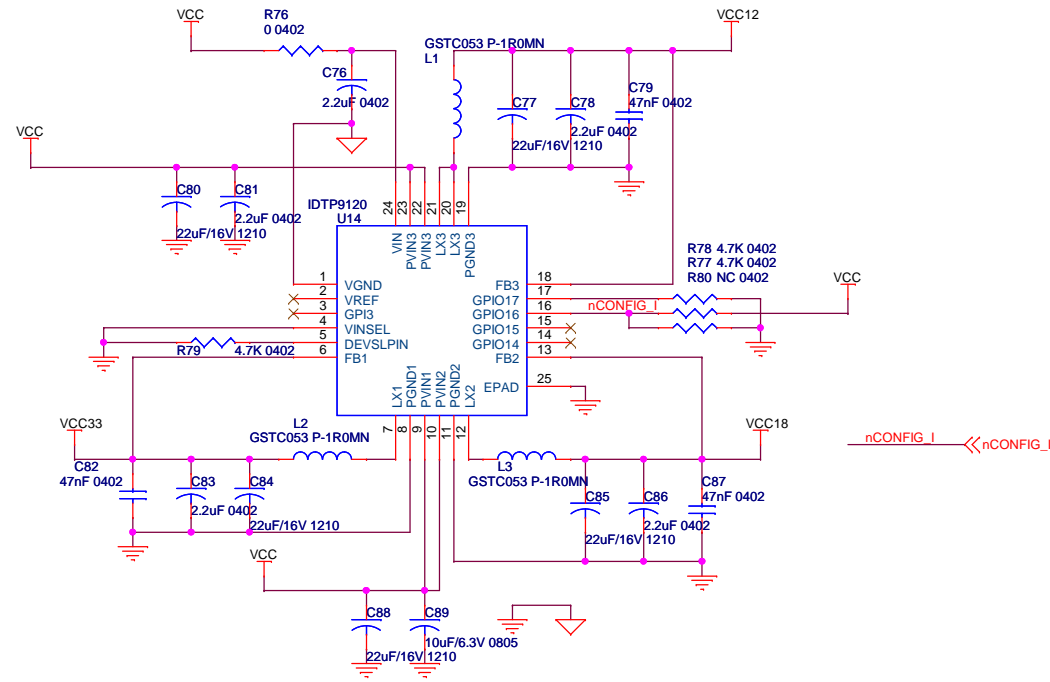 VCC
R76
0 0402
C76
2.2uF 0402
GSTC053 P-1R0MN
L1
VCC12
C77
22uF/16V 1210
C78
2.2uF 0402
C79
47nF 0402
VCC
C80
22uF/16V 1210
C81
2.2uF 0402
IDTP9120
U14
24
23
22
21
20
19
VIN
PVIN3
PVIN3
LX3
LX3
PGND3
1
2
3
4
5
6
VGND
VREF
GPI3
VINSEL
DEVSLPIN
FB1
18
17
16
15
14
13
25
FB3
GPIO17
GPIO16
GPIO15
GPIO14
FB2
EPAD
LX1
PGND1
PVIN1
PVIN2
PGND2
LX2
7
8
9
10
11
12
R78 4.7K 0402
R77 4.7K 0402
R80 NC 0402
nCONFIG_I
VCC
R79
4.7K 0402
VCC33
L2
GSTC053 P-1R0MN
C82
47nF 0402
C83
2.2uF 0402
C84
22uF/16V 1210
L3
GSTC053 P-1R0MN
VCC18
C85
22uF/16V 1210
C86
2.2uF 0402
C87
47nF 0402
nCONFIG_I
nCONFIG_I
VCC
C88
22uF/16V 1210
C89
10uF/6.3V 0805